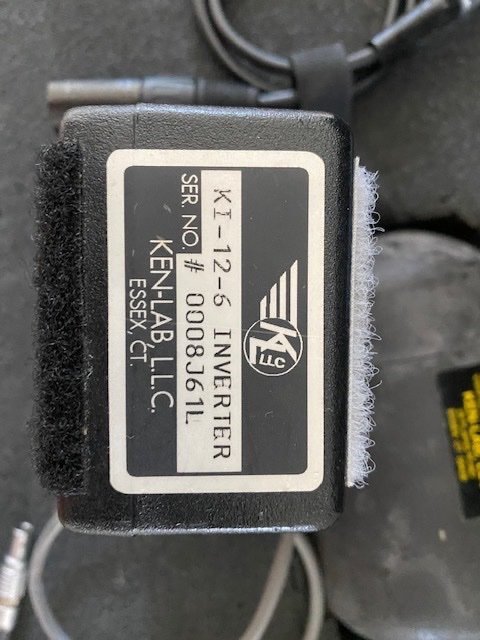 KI-12-6 INVERTER
SER. NO. # 0008J61L
KEN-LAB, L.L.C.
ESSEX, CT.